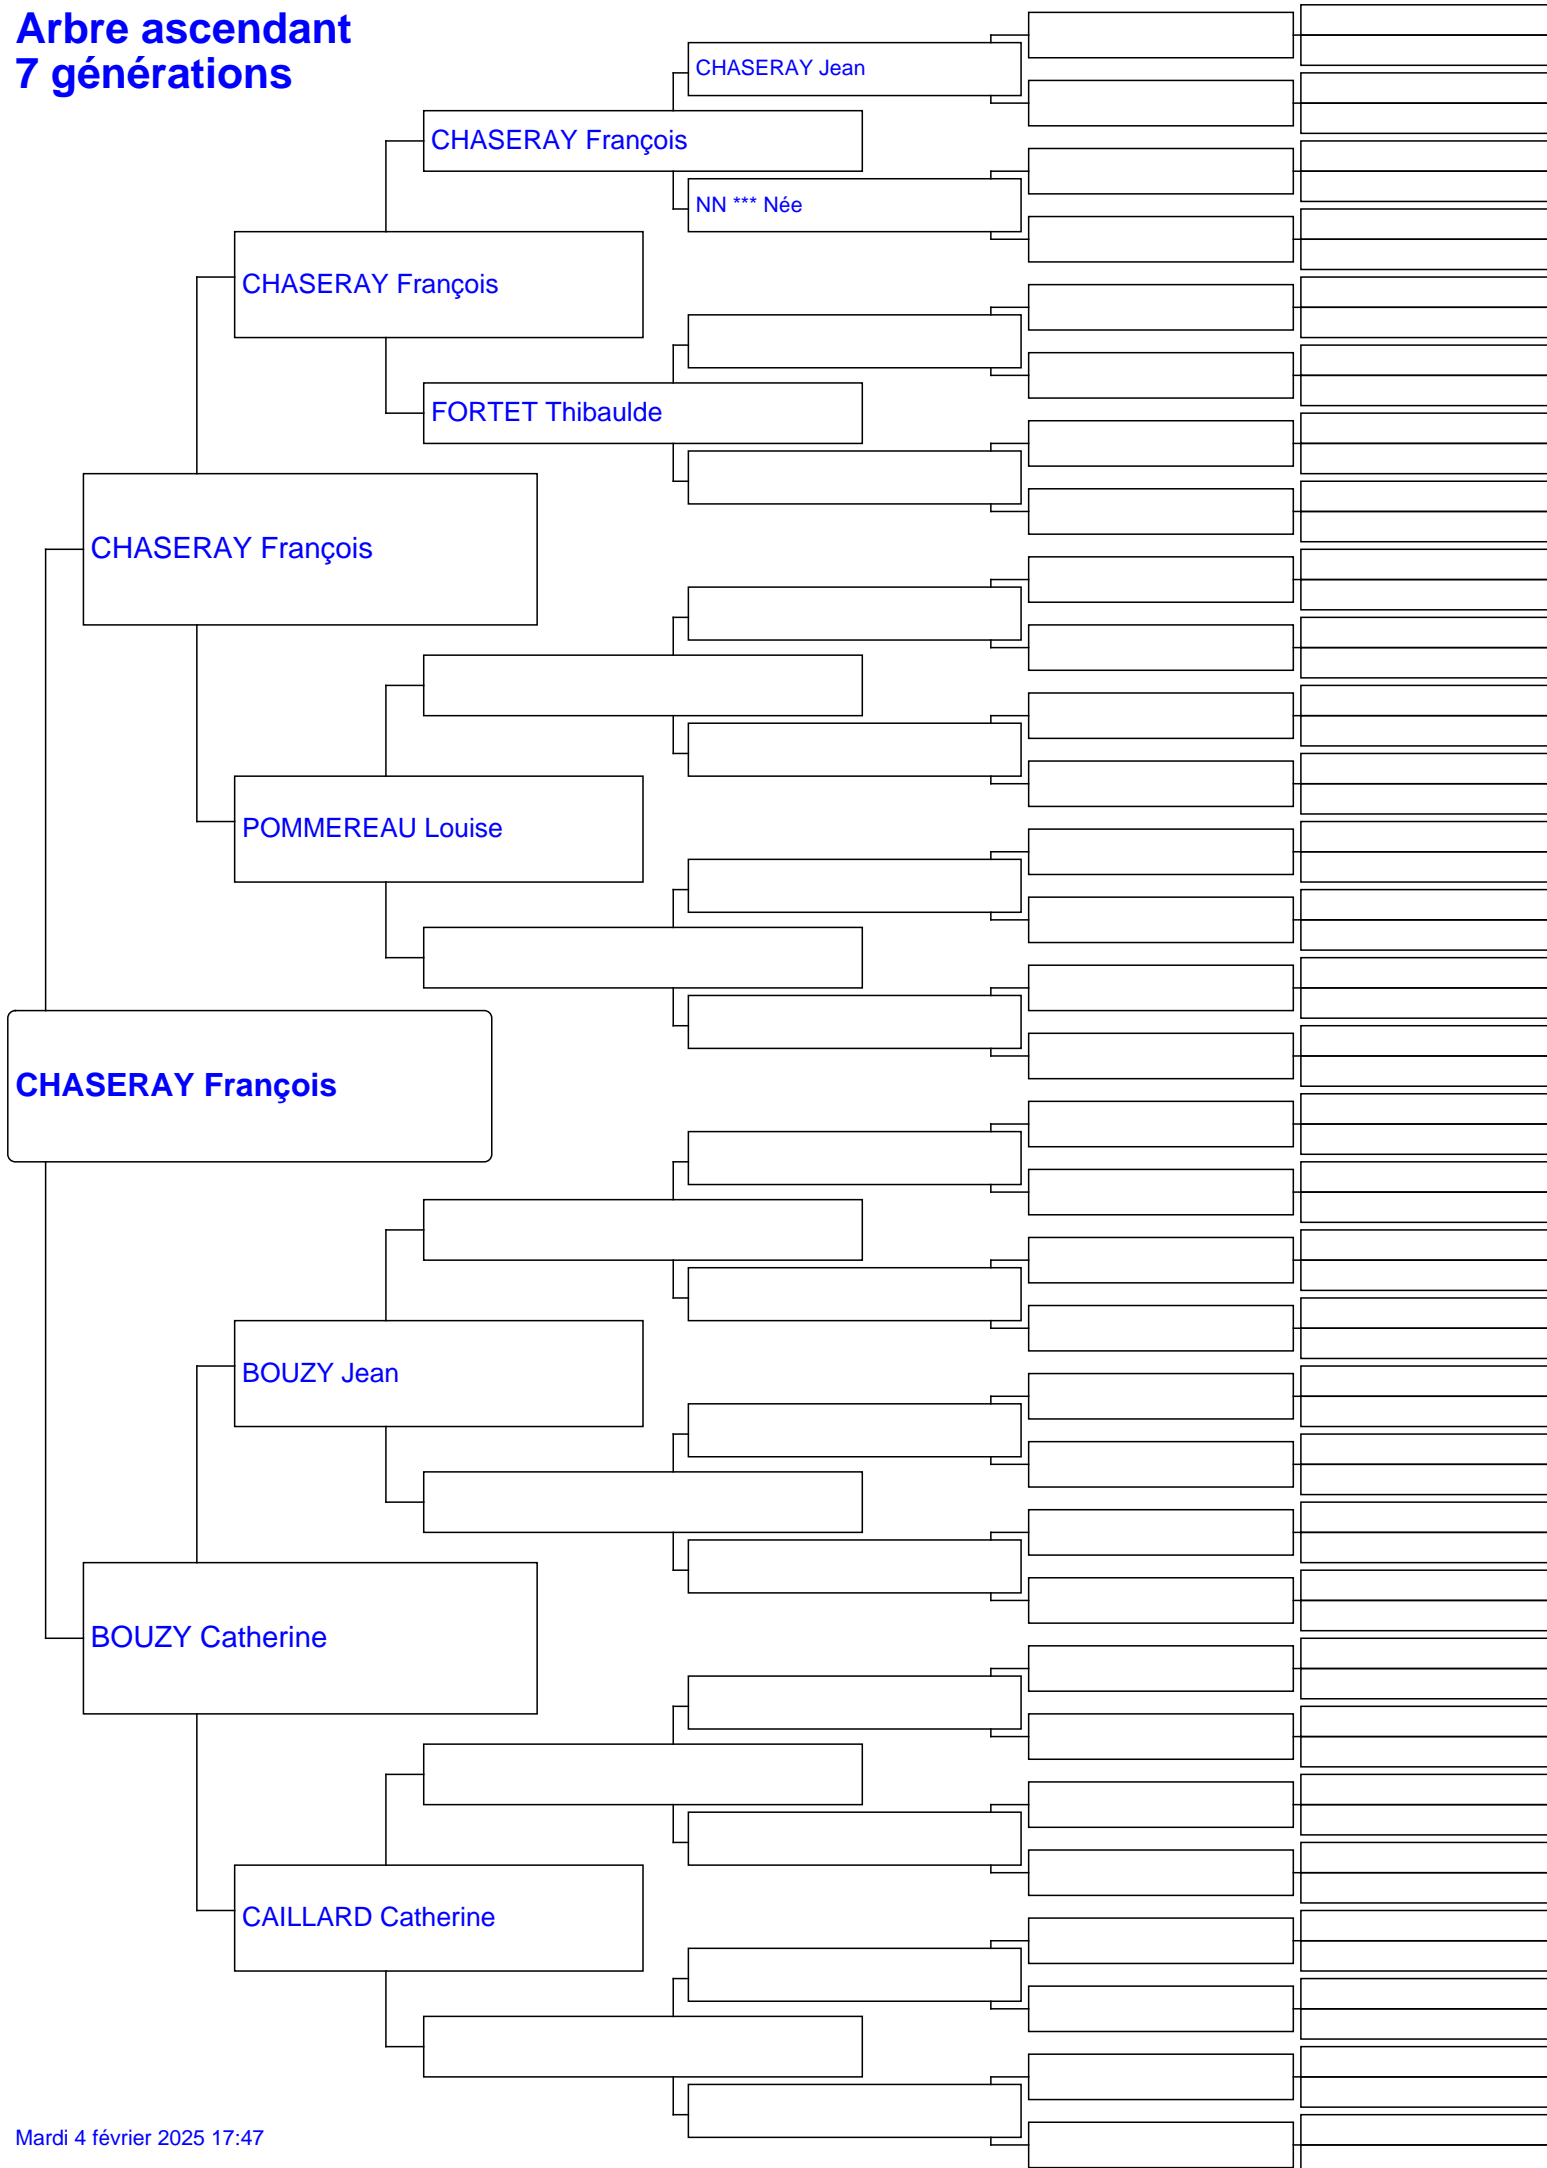 Arbre ascendant
7 générations
CHASERAY Jean
CHASERAY François
NN *** Née
CHASERAY François
FORTET Thibaulde
CHASERAY François
POMMEREAU Louise
CHASERAY François
BOUZY Jean
BOUZY Catherine
CAILLARD Catherine
Mardi 4 février 2025 17:47